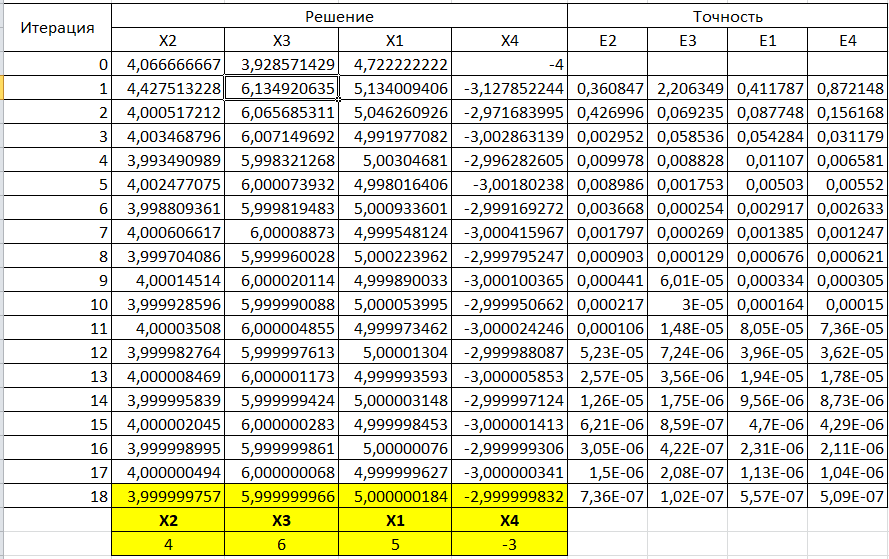 Итерация Решение Точность
X2 X3 X1 X4 E2 E3 E1 E4
0 4,066666667 3,928571429 4,722222222 -4
1 4,427513228 6,134920635 5,134009406 -3,127852244 0,360847 2,206349 0,411787 0,872148
2 4,000517212 6,065685311 5,046260926 -2,971683995 0,426996 0,069235 0,087748 0,156168
3 4,003468796 6,007149692 4,991977082 -3,002863139 0,002952 0,058536 0,054284 0,031179
4 3,993490989 5,998321268 5,00304681 -2,996282605 0,009978 0,008828 0,01107 0,006581
5 4,002477075 6,000073932 4,998016406 -3,00180238 0,008986 0,001753 0,00503 0,00552
6 3,998809361 5,999819483 5,000933601 -2,999169272 0,003668 0,000254 0,002917 0,002633
7 4,000606617 6,00008873 4,999548124 -3,000415967 0,001797 0,000269 0,001385 0,001247
8 3,999704086 5,999960028 5,000223962 -2,999795247 0,000903 0,000129 0,000676 0,000621
9 4,00014514 6,000020114 4,999890033 -3,000100365 0,000441 6,01E-05 0,000334 0,000305
10 3,999928596 5,999990088 5,000053995 -2,999950662 0,000217 3E-05 0,000164 0,00015
11 4,00003508 6,000004855 4,999973462 -3,000024246 0,000106 1,48E-05 8,05E-05 7,36E-05
12 3,999982764 5,999997613 5,00001304 -2,999988087 5,23E-05 7,24E-06 3,96E-05 3,62E-05
13 4,000008469 6,000001173 4,999993593 -3,000005853 2,57E-05 3,56E-06 1,94E-05 1,78E-05
14 3,999995839 5,999999424 5,000003148 -2,999997124 1,26E-05 1,75E-06 9,56E-06 8,73E-06
15 4,000002045 6,000000283 4,999998453 -3,000001413 6,21E-06 8,59E-07 4,7E-06 4,29E-06
16 3,999998995 5,999999861 5,00000076 -2,999999306 3,05E-06 4,22E-07 2,31E-06 2,11E-06
17 4,000000494 6,000000068 4,999999627 -3,000000341 1,5E-06 2,08E-07 1,13E-06 1,04E-06
18 3,999999757 5,999999966 5,000000184 -2,999999832 7,36E-07 1,02E-07 5,57E-07 5,09E-07
X2 X3 X1 X4
4 6 5 -3